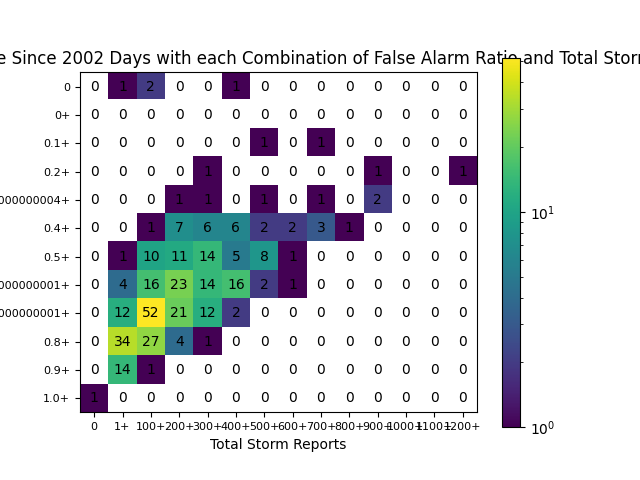 e Since 2002 Days with each Combination of False Alarm Ratio and Total Storm
0 0 1 2 0 0 1 0 0 0 0 0 0 0 0
0+ 0 0 0 0 0 0 0 0 0 0 0 0 0 0
0.1+ 0 0 0 0 0 0 1 0 1 0 0 0 0 0
0.2+ 0 0 0 0 1 0 0 0 0 0 1 0 0 1
000000004+ 0 0 0 1 1 0 1 0 1 0 2 0 0 0
0.4+ 0 0 1 7 6 6 2 2 3 1 0 0 0 0
0.5+ 0 1 10 11 14 5 8 1 0 0 0 0 0 0
000000001+ 0 4 16 23 14 16 2 1 0 0 0 0 0 0
000000001+ 0 12 52 21 12 2 0 0 0 0 0 0 0 0
0.8+ 0 34 27 4 1 0 0 0 0 0 0 0 0 0
0.9+ 0 14 1 0 0 0 0 0 0 0 0 0 0 0
1.0+ 1 0 0 0 0 0 0 0 0 0 0 0 0 0
0 1+ 100+ 200+ 300+ 400+ 500+ 600+ 700+ 800+ 900+ 1000+ 1100+ 1200+
Total Storm Reports
10¹
10⁰